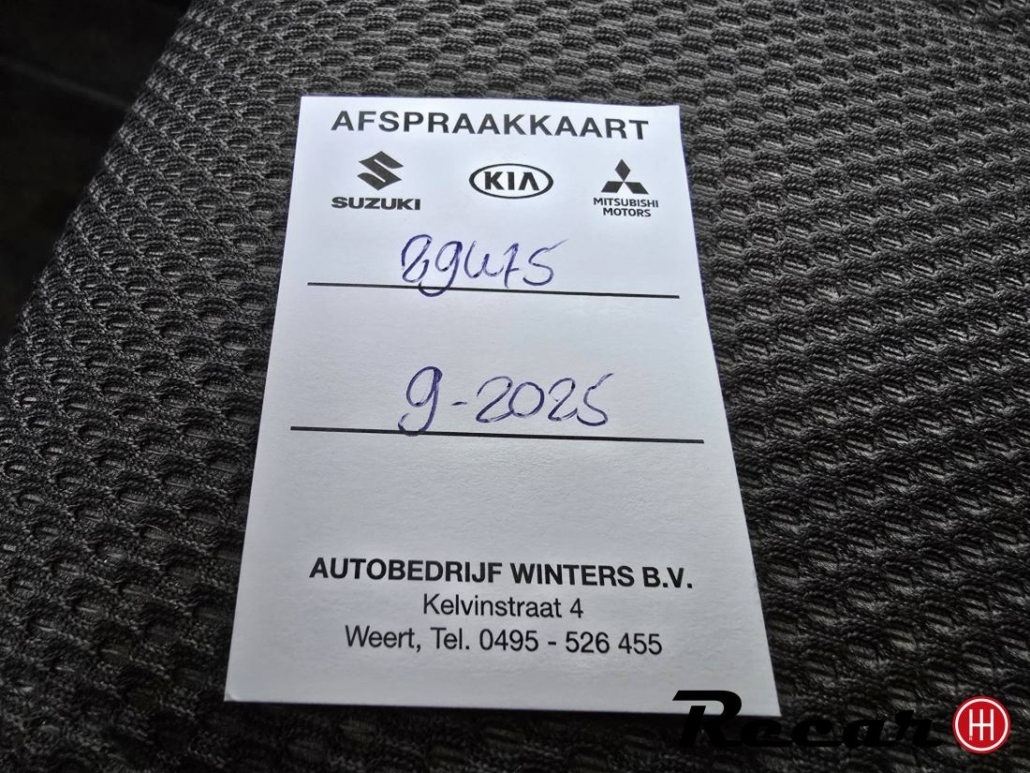 AFSPRAAKKAART
SUZUKI KIA MITSUBISHI MOTORS
89475
9-2025
AUTOBEDRIJF WINTERS B.V.
Kelvinstraat 4
Weert, Tel. 0495 - 526 455
Recar H